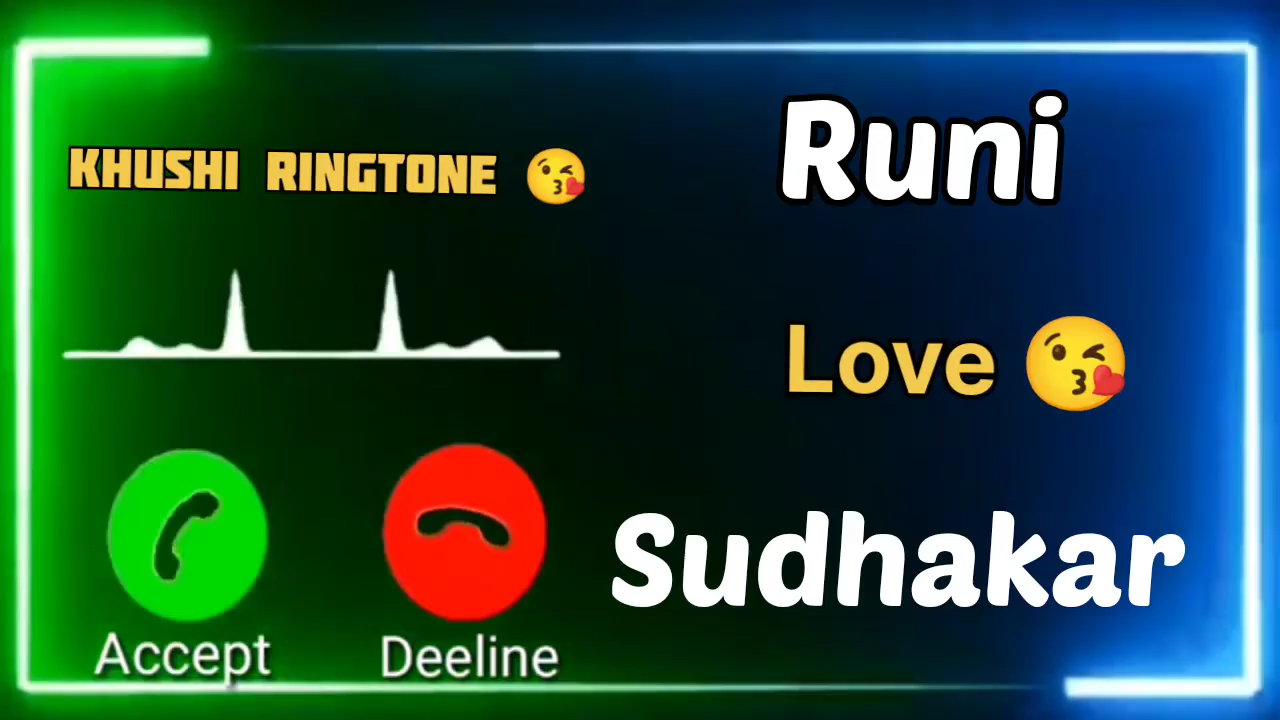 KHUSHI RINGTONE 😘
Accept
Deeline
Runi
Love 😘
Sudhakar